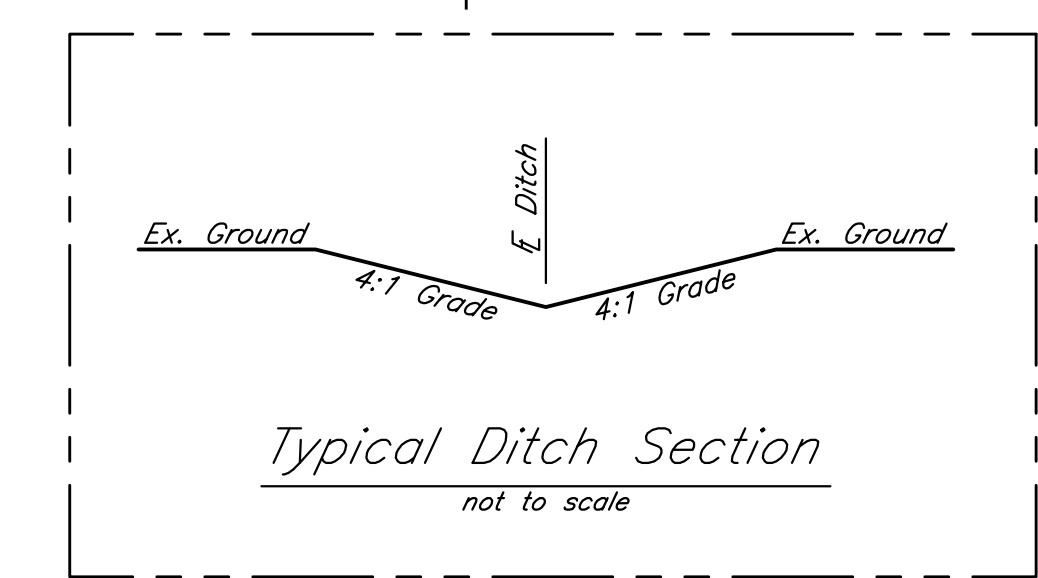 ℄ Ditch
Ex. Ground
Ex. Ground
4:1 Grade
4:1 Grade
Typical Ditch Section
not to scale